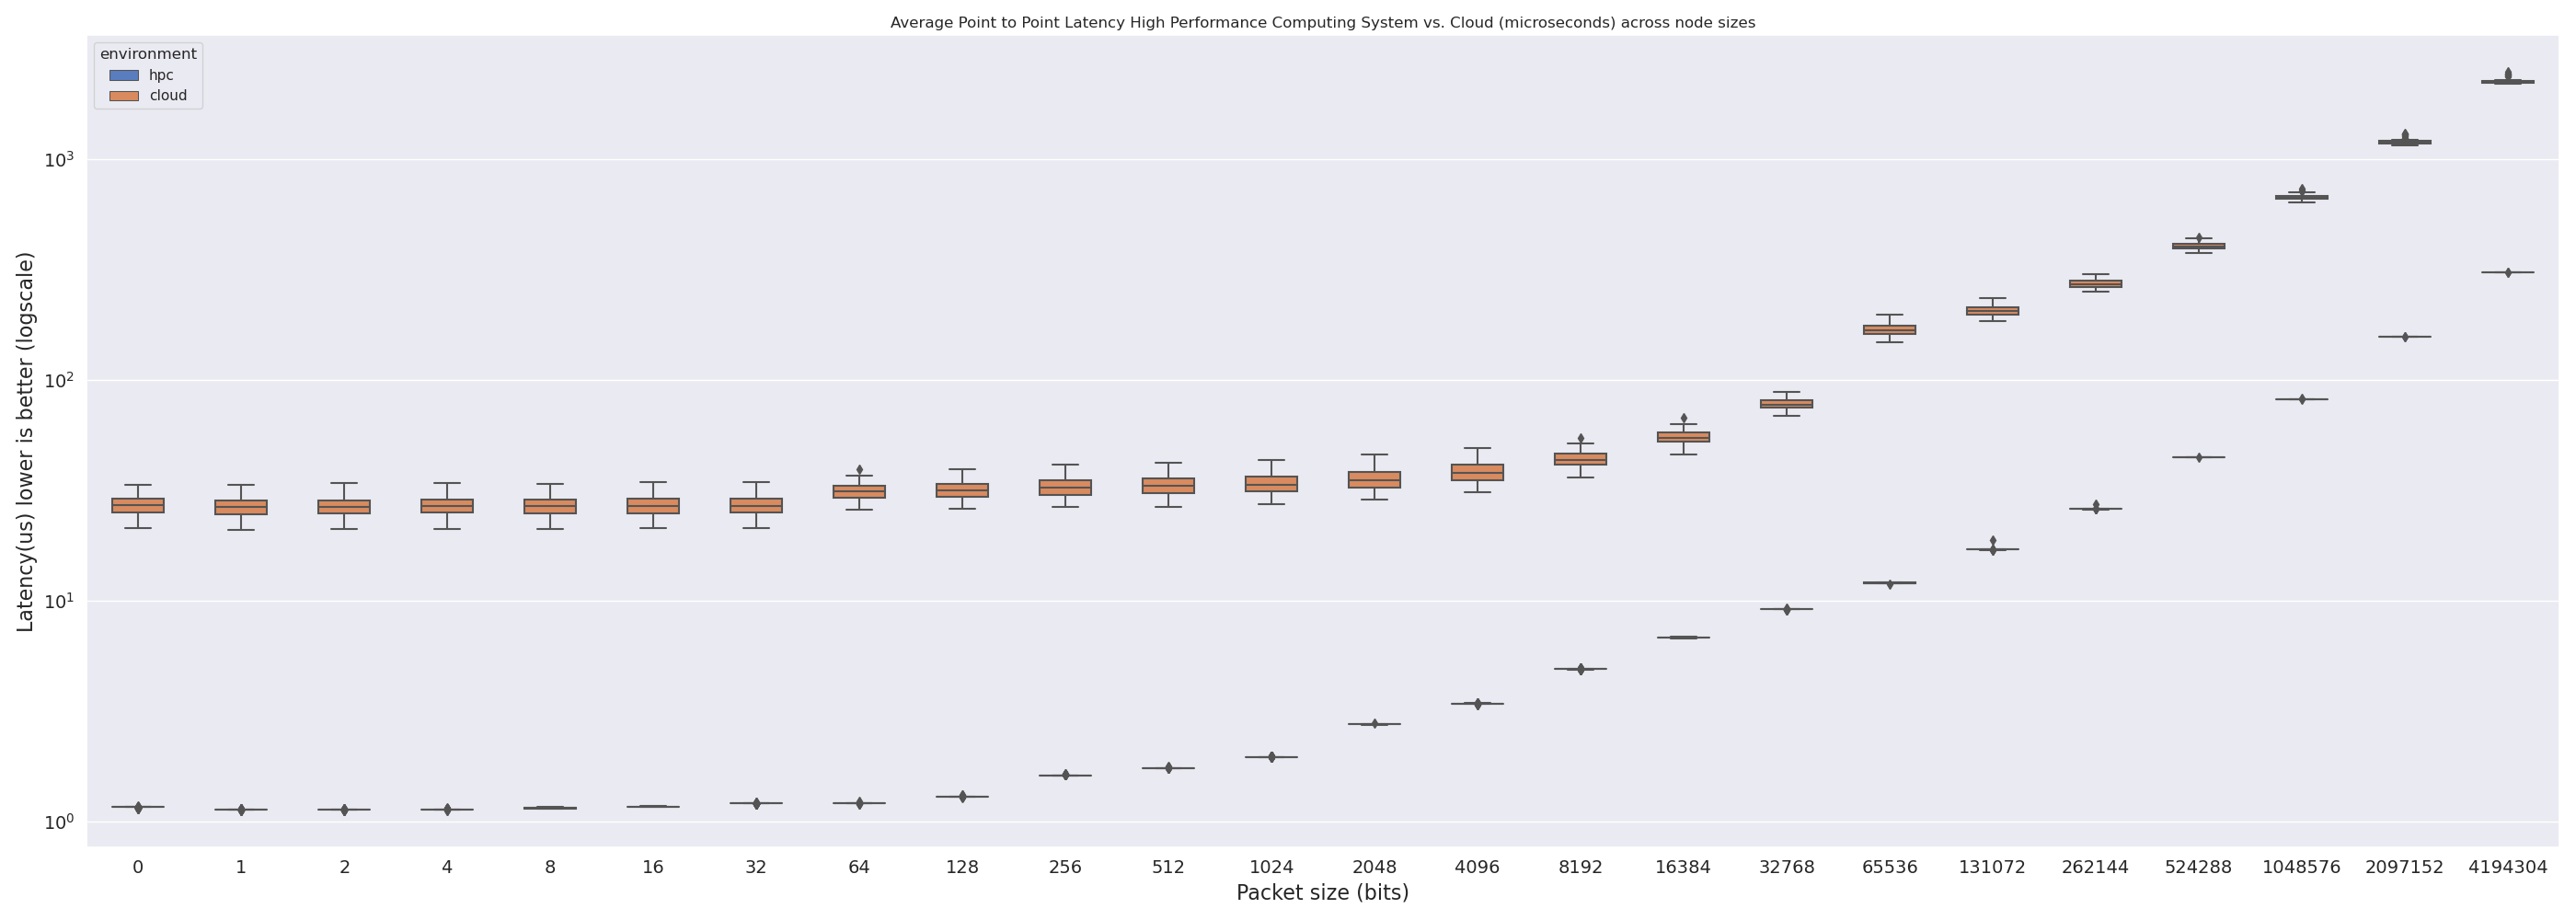 Average Point to Point Latency High Performance Computing System vs. Cloud (microseconds) across node sizes
environment
hpc
cloud
Latency(us) lower is better (logscale)
10³
10²
10¹
10⁰
0 1 2 4 8 16 32 64 128 256 512 1024 2048 4096 8192 16384 32768 65536 131072 262144 524288 1048576 2097152 4194304
Packet size (bits)